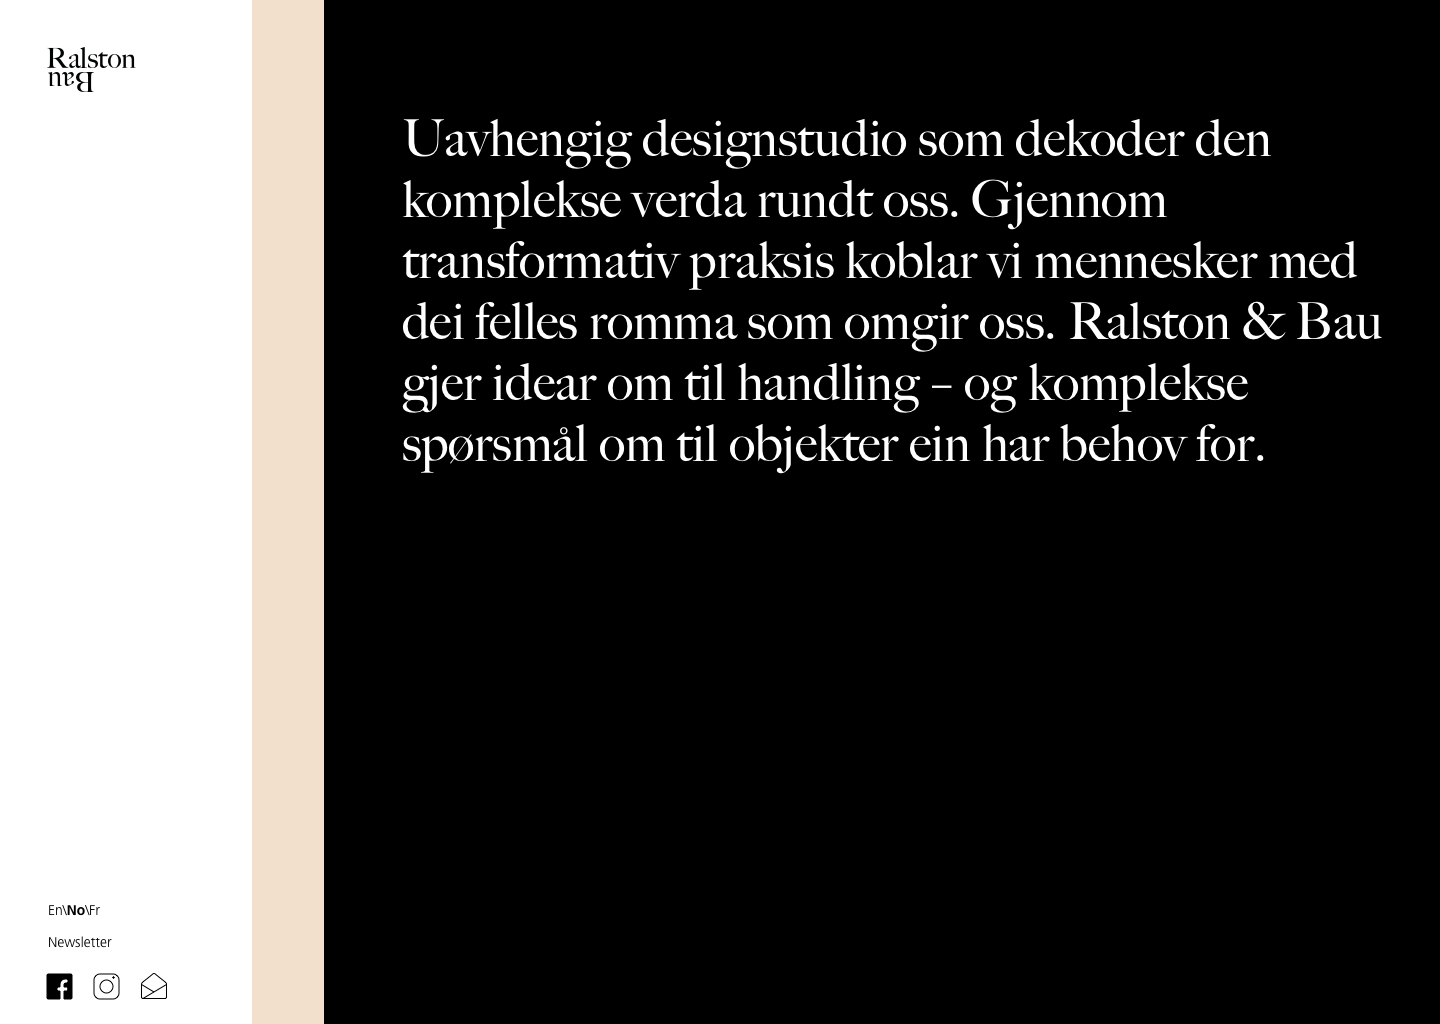 Ralston
Bau
Uavhengig designstudio som dekoder den
komplekse verda rundt oss. Gjennom
transformativ praksis koblar vi mennesker med
dei felles romma som omgir oss. Ralston & Bau
gjer idear om til handling – og komplekse
spørsmål om til objekter ein har behov for.
En\No\Fr
Newsletter